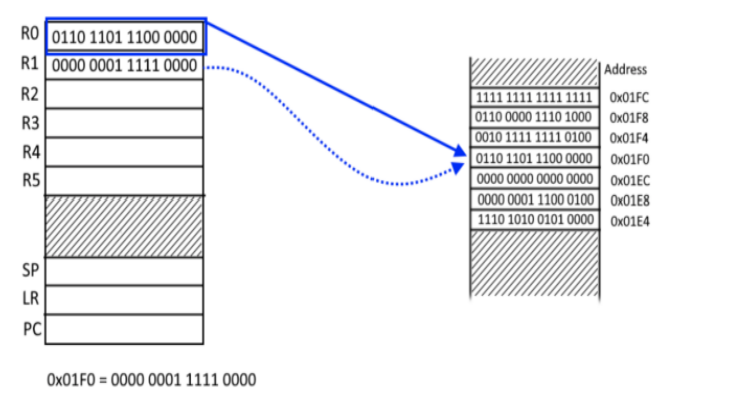 R0 0110 1101 1100 0000
R1 0000 0001 1111 0000
R2
R3
R4
R5
SP
LR
PC
0x01F0 = 0000 0001 1111 0000
Address
1111 1111 1111 1111 0x01FC
0110 0000 1110 1000 0x01F8
0010 1111 1111 0100 0x01F4
0110 1101 1100 0000 0x01F0
0000 0000 0000 0000 0x01EC
0000 0001 1100 0100 0x01E8
1110 1010 0101 0000 0x01E4